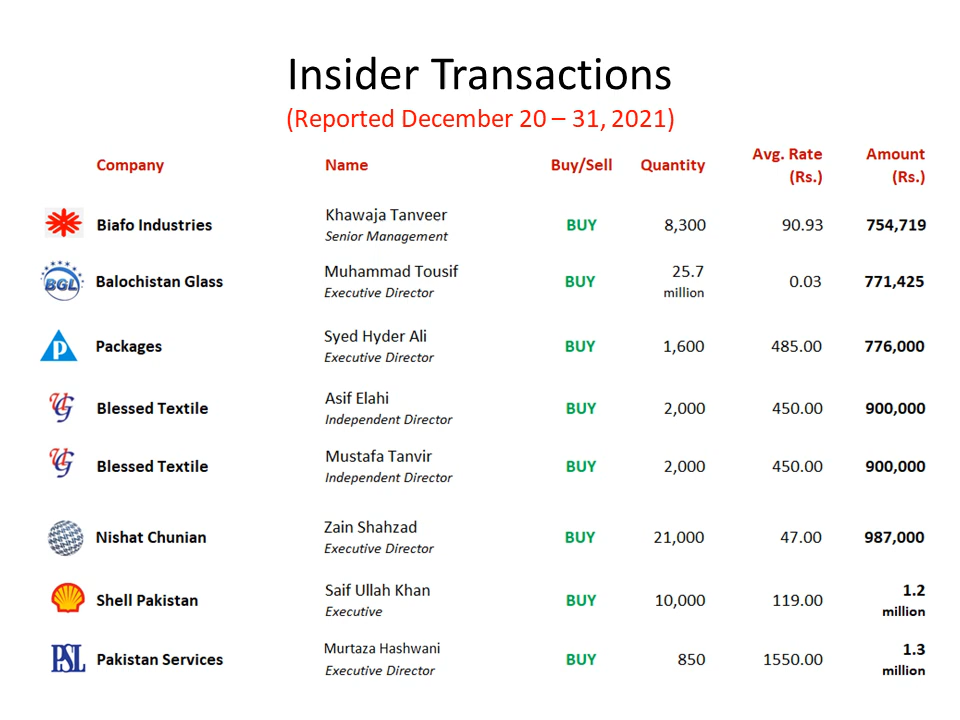 Insider Transactions
(Reported December 20 – 31, 2021)
Company Name Buy/Sell Quantity Avg. Rate (Rs.) Amount (Rs.)
Biafo Industries Khawaja Tanveer BUY 8,300 90.93 754,719
Senior Management
BGL Balochistan Glass Muhammad Tousif BUY 25.7 million 0.03 771,425
Executive Director
P Packages Syed Hyder Ali BUY 1,600 485.00 776,000
Executive Director
UG Blessed Textile Asif Elahi BUY 2,000 450.00 900,000
Independent Director
UG Blessed Textile Mustafa Tanvir BUY 2,000 450.00 900,000
Independent Director
Nishat Chunian Zain Shahzad BUY 21,000 47.00 987,000
Executive Director
Shell Pakistan Saif Ullah Khan BUY 10,000 119.00 1.2 million
Executive
PSL Pakistan Services Murtaza Hashwani BUY 850 1550.00 1.3 million
Executive Director